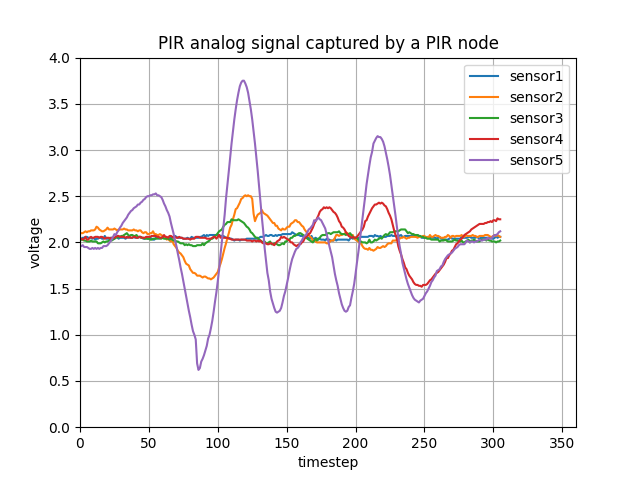 PIR analog signal captured by a PIR node
sensor1
sensor2
sensor3
sensor4
sensor5
voltage
4.0
3.5
3.0
2.5
2.0
1.5
1.0
0.5
0.0
0 50 100 150 200 250 300 350
timestep